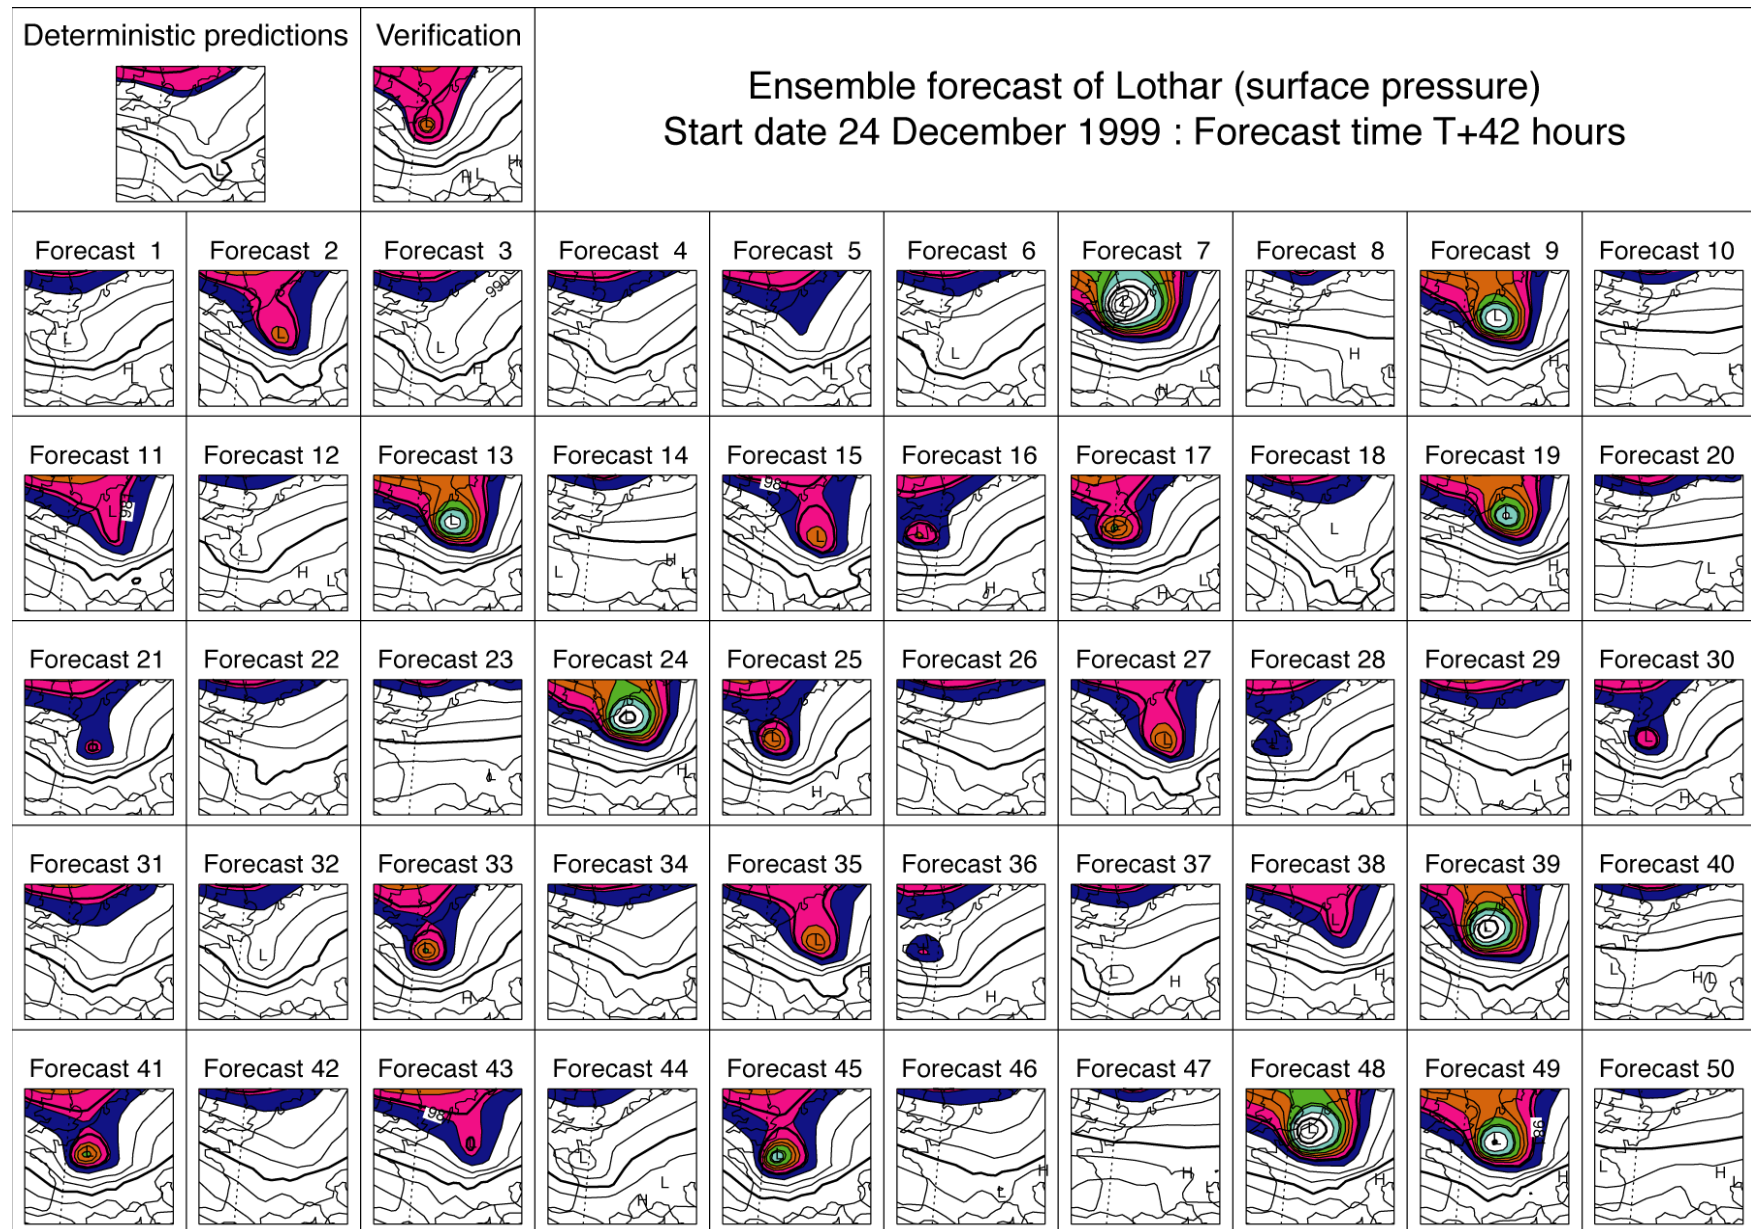 Deterministic predictions
Verification
Ensemble forecast of Lothar (surface pressure)
Start date 24 December 1999 : Forecast time T+42 hours
L
L
H L
H
Forecast 1
Forecast 2
Forecast 3
Forecast 4
Forecast 5
Forecast 6
Forecast 7
Forecast 8
Forecast 9
Forecast 10
990
L
H
L
L
H
L
H
L
L
L
H
L
H
L
L
H
L
Forecast 11
Forecast 12
Forecast 13
Forecast 14
Forecast 15
Forecast 16
Forecast 17
Forecast 18
Forecast 19
Forecast 20
L
L
H
L
L
L
H
L
L
L
H
H
L
L
H
L
H
L
L
Forecast 21
Forecast 22
Forecast 23
Forecast 24
Forecast 25
Forecast 26
Forecast 27
Forecast 28
Forecast 29
Forecast 30
L
H
L
H
L
H
L
L
H
L
L
H
Forecast 31
Forecast 32
Forecast 33
Forecast 34
Forecast 35
Forecast 36
Forecast 37
Forecast 38
Forecast 39
Forecast 40
L
H
L
H
H
L
H
L
L
L
L
H
L
Forecast 41
Forecast 42
Forecast 43
Forecast 44
Forecast 45
Forecast 46
Forecast 47
Forecast 48
Forecast 49
Forecast 50
L
L
H
L
H
L
H
L
L
L
H
L